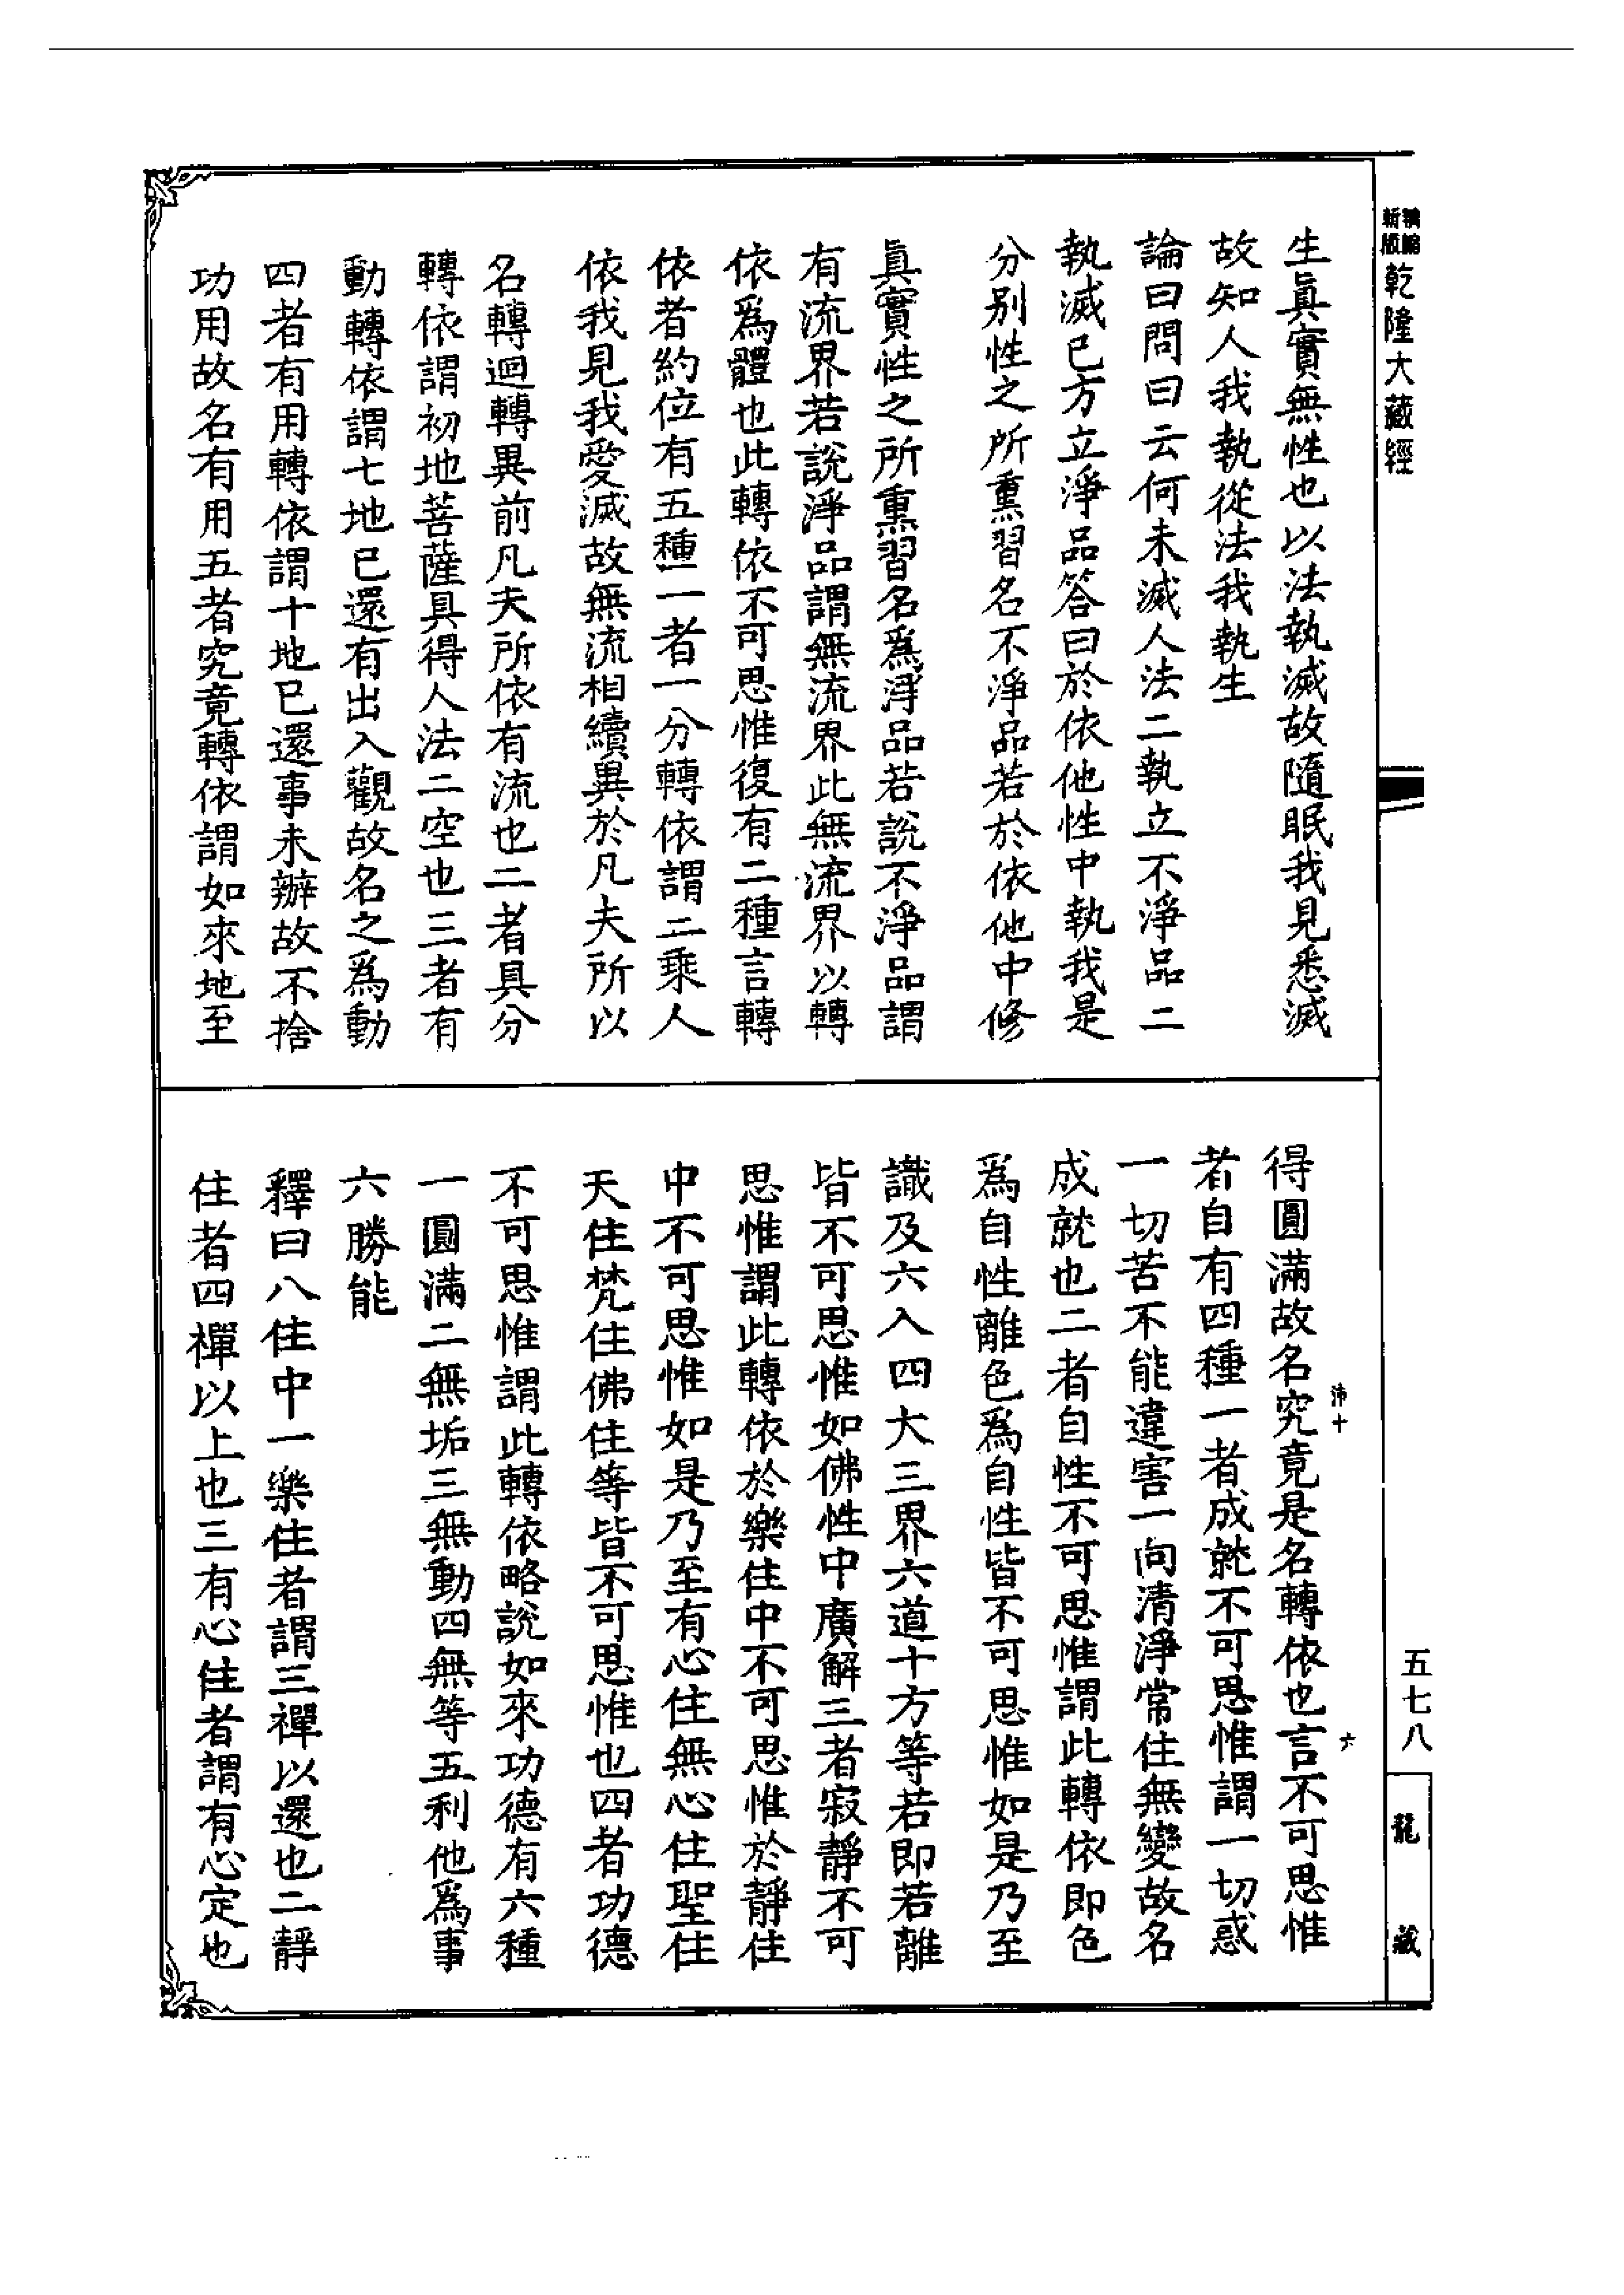 新編
縮版
乾隆大藏經
生眞實無性也以法執滅故隨眠我見悉滅
故知人我執從法我執生
論曰問曰云何未滅人法二執立不淨品二
執滅已方立淨品答曰於依他性中執我是
分別性之所熏習名不淨品若於依他中修
眞實性之所熏習名爲淨品若說不淨品謂
有流界若說淨品謂無流界此無流界以轉
依爲體也此轉依不可思惟復有二種言轉
依者約位有五種一者一分轉依謂二乘人
依我見我愛滅故無流相續異於凡夫所以
名轉迴轉異前凡夫所依有流也二者具分
轉依謂初地菩薩具得人法二空也三者有
動轉依謂七地已還有出入觀故名之爲動
四者有用轉依謂十地已還事未辦故不捨
功用故名有用五者究竟轉依謂如來地至
得圓滿故名究竟是名轉依也言不可思惟
者自有四種一者成就不可思惟謂一切惑
一切苦不能違害一向清淨常住無變故名
成就也二者自性不可思惟謂此轉依即色
爲自性離色爲自性皆不可思惟如是乃至
識及六入四大三界六道十方等若即若離
皆不可思惟如佛性中廣解三者寂靜不可
思惟謂此轉依於樂住中不可思惟於靜住
中不可思惟如是乃至有心住無心住聖住
天住梵住佛住等皆不可思惟也四者功德
不可思惟謂此轉依略說如來功德有六種
一圓滿二無垢三無動四無等五利他爲事
六勝能
釋曰八住中一樂住者謂三禪以還也二靜
住者四禪以上也三有心住者謂有心定也
沛十
六
五七八
龍藏